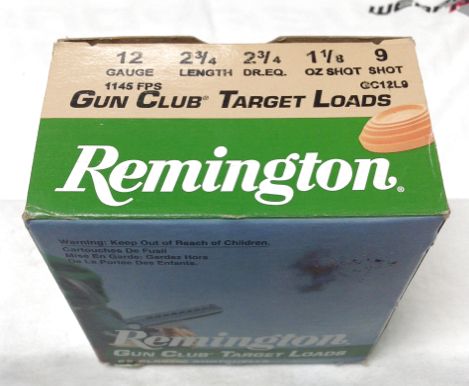 12 2¾ 2¾ 1⅛ 9
GAUGE LENGTH DR.EQ. OZ SHOT SHOT
1145 FPS GC12L9
GUN CLUB® TARGET LOADS
Remington®
Warning: Keep Out of Reach of Children.
Cartouches De Fusil
Mise En Garde: Gardez Hors
De La Portée Des Enfants.
Remington
GUN CLUB® TARGET LOADS